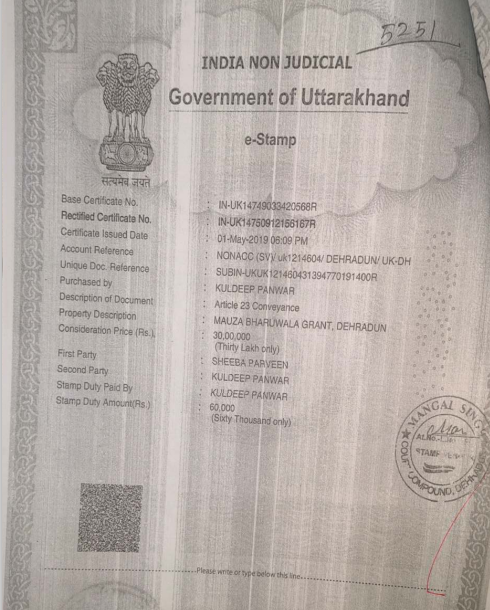 5251
INDIA NON JUDICIAL
Government of Uttarakhand
e-Stamp
सत्यमेव जयते
Base Certificate No. : IN-UK14749033420568R
Rectified Certificate No. : IN-UK14750912156167R
Certificate Issued Date : 01-May-2019 06:09 PM
Account Reference : NONACC (SV)/ uk1214604/ DEHRADUN/ UK-DH
Unique Doc. Reference : SUBIN-UKUK121460431394770191400R
Purchased by : KULDEEP PANWAR
Description of Document : Article 23 Conveyance
Property Description : MAUZA BHARUWALA GRANT, DEHRADUN
Consideration Price (Rs.) : 30,00,000
(Thirty Lakh only)
First Party : SHEEBA PARVEEN
Second Party : KULDEEP PANWAR
Stamp Duty Paid By : KULDEEP PANWAR
Stamp Duty Amount(Rs.) : 60,000
(Sixty Thousand only)
MANGAL SINGH
STAMP
COURT COMPOUND, DEHRADUN
Please write or type below this line